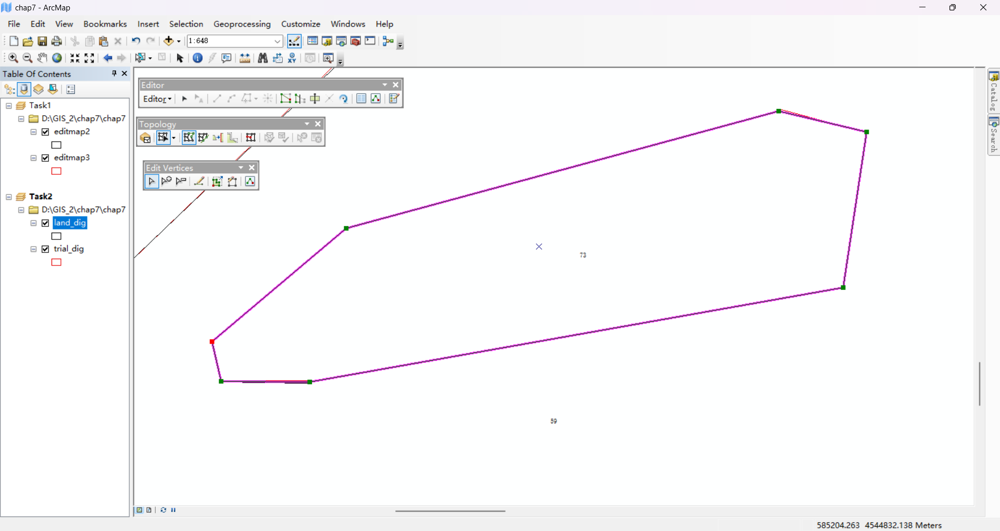 chap7 - ArcMap
File Edit View Bookmarks Insert Selection Geoprocessing Customize Windows Help
1:648
Table Of Contents
Task1
D:\GIS_2\chap7\chap7
editmap2
editmap3
Task2
D:\GIS_2\chap7\chap7
land_dig
trial_dig
Editor
Editor
Topology
Edit Vertices
73
59
Catalog
Search
585204.263 4544832.138 Meters